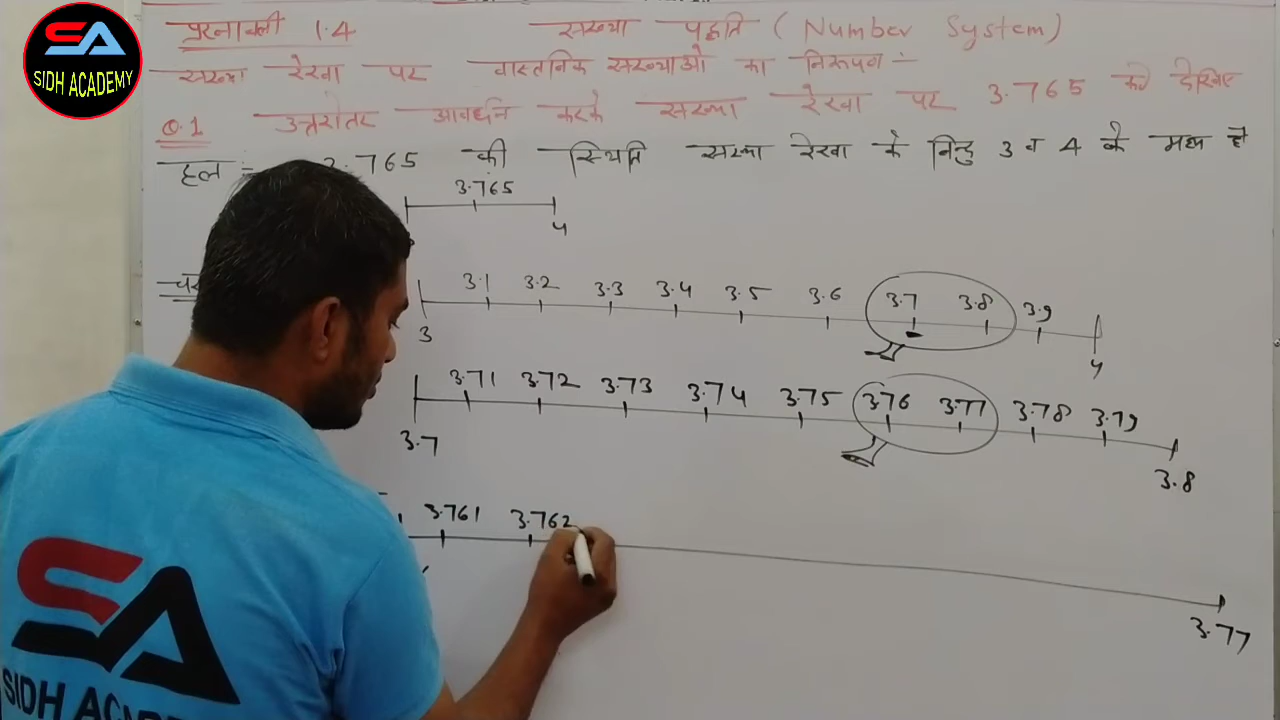 SA
SIDH ACADEMY
प्रश्नावली 1.4 संख्या पद्धति ( Number System)
संख्या रेखा पर वास्तविक संख्याओ का निरूपण :-
Q.1 उत्तरोत्तर आवर्धन करके संख्या रेखा पर 3.765 को देखिए
हल :- 3.765 की स्थिति संख्या रेखा के बिन्दु 3 व 4 के मध्य है
3.765
4
3.1 3.2 3.3 3.4 3.5 3.6 3.7 3.8 3.9
3 4
3.71 3.72 3.73 3.74 3.75 3.76 3.77 3.78 3.79
3.7 3.8
3.761 3.762
3.77
SA
SIDH ACA